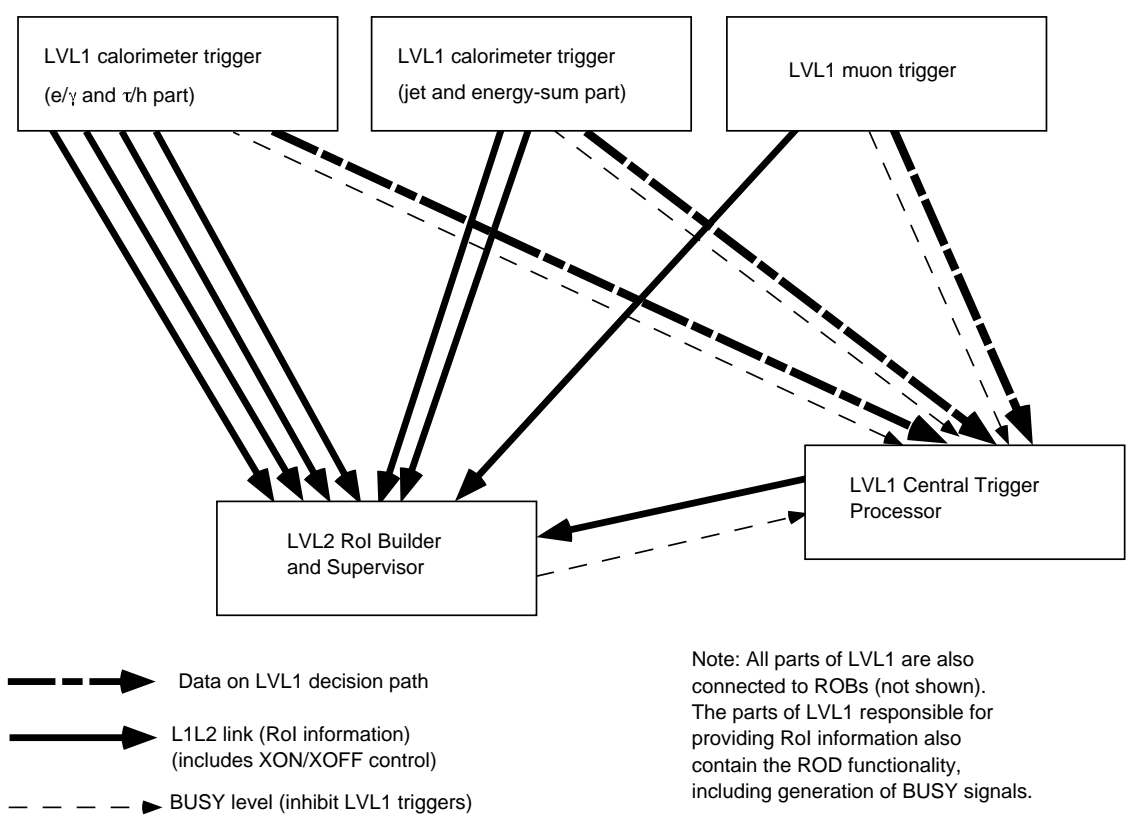 LVL1 calorimeter trigger
(e/γ and τ/h part)
LVL1 calorimeter trigger
(jet and energy-sum part)
LVL1 muon trigger
LVL1 Central Trigger
Processor
LVL2 RoI Builder
and Supervisor
Data on LVL1 decision path
L1L2 link (RoI information)
(includes XON/XOFF control)
BUSY level (inhibit LVL1 triggers)
Note: All parts of LVL1 are also
connected to ROBs (not shown).
The parts of LVL1 responsible for
providing RoI information also
contain the ROD functionality,
including generation of BUSY signals.